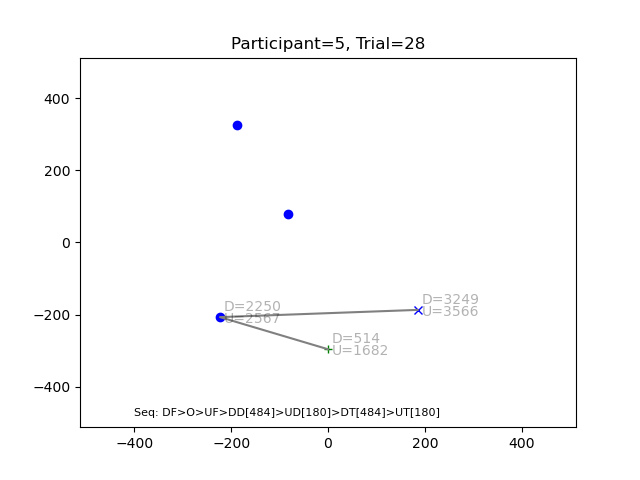 Participant=5, Trial=28
400
200
0
−200
−400
D=2250
U=2567
D=3249
U=3566
D=514
U=1682
Seq: DF>O>UF>DD[484]>UD[180]>DT[484]>UT[180]
−400 −200 0 200 400